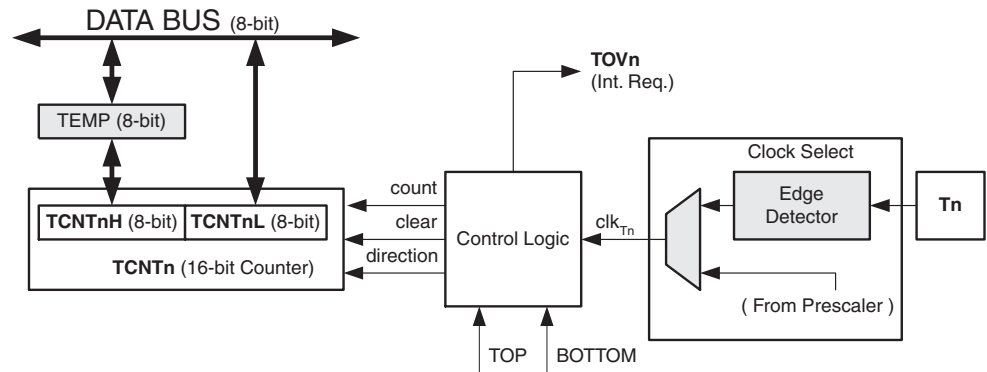 DATA BUS (8-bit)
TEMP (8-bit)
TCNTnH (8-bit) TCNTnL (8-bit)
TCNTn (16-bit Counter)
count
clear
direction
Control Logic
TOVn
(Int. Req.)
TOP
BOTTOM
clkTn
Clock Select
Edge
Detector
( From Prescaler )
Tn